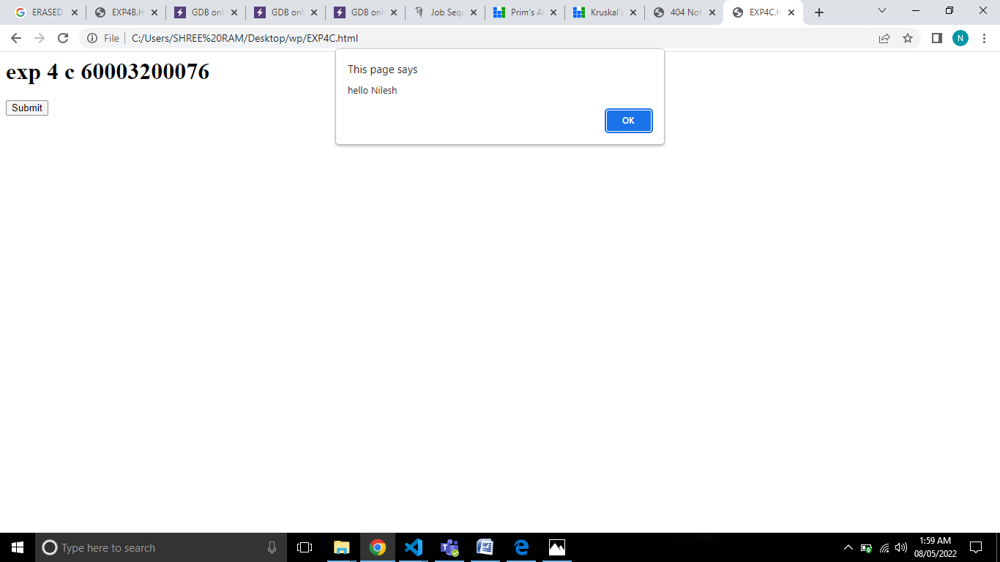 ERASED
EXP4B.H
GDB onl
GDB onl
GDB onl
Job Sequ
Prim's Al
Kruskal's
404 Not
EXP4C.h
File
C:/Users/SHREE%20RAM/Desktop/wp/EXP4C.html
N
exp 4 c 60003200076
Submit
This page says
hello Nilesh
OK
Type here to search
1:59 AM
08/05/2022